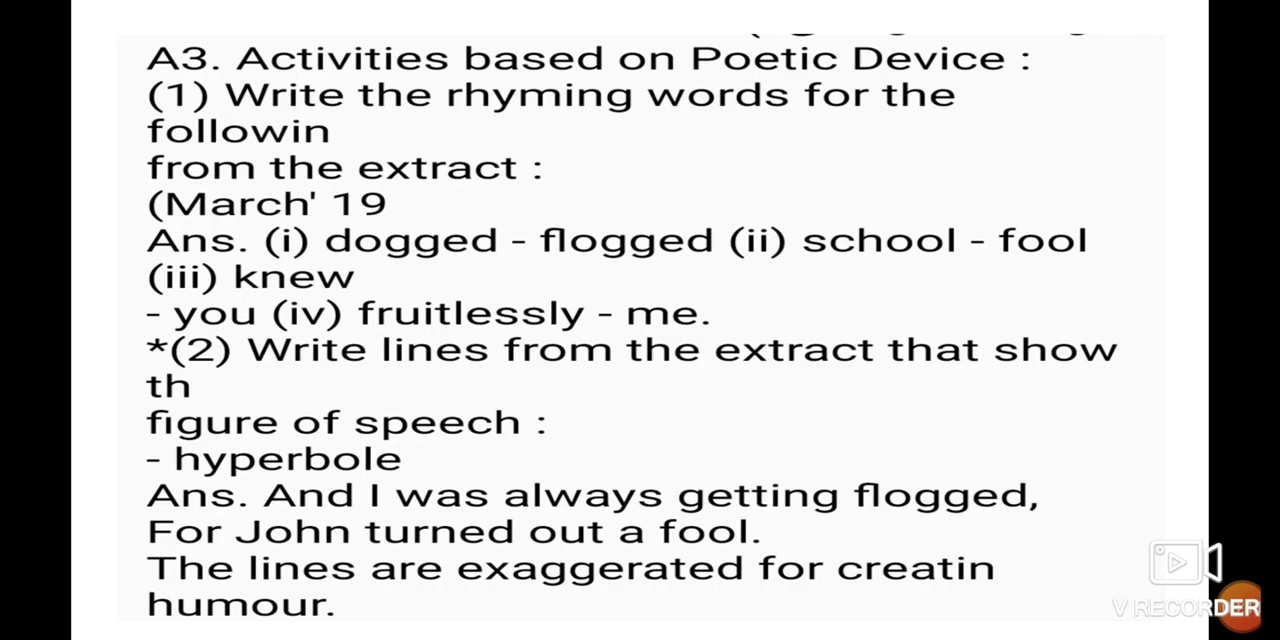 A3. Activities based on Poetic Device :
(1) Write the rhyming words for the
followin
from the extract :
(March' 19
Ans. (i) dogged - flogged (ii) school - fool
(iii) knew
- you (iv) fruitlessly - me.
*(2) Write lines from the extract that show
th
figure of speech :
- hyperbole
Ans. And I was always getting flogged,
For John turned out a fool.
The lines are exaggerated for creatin
humour.
V RECORDER